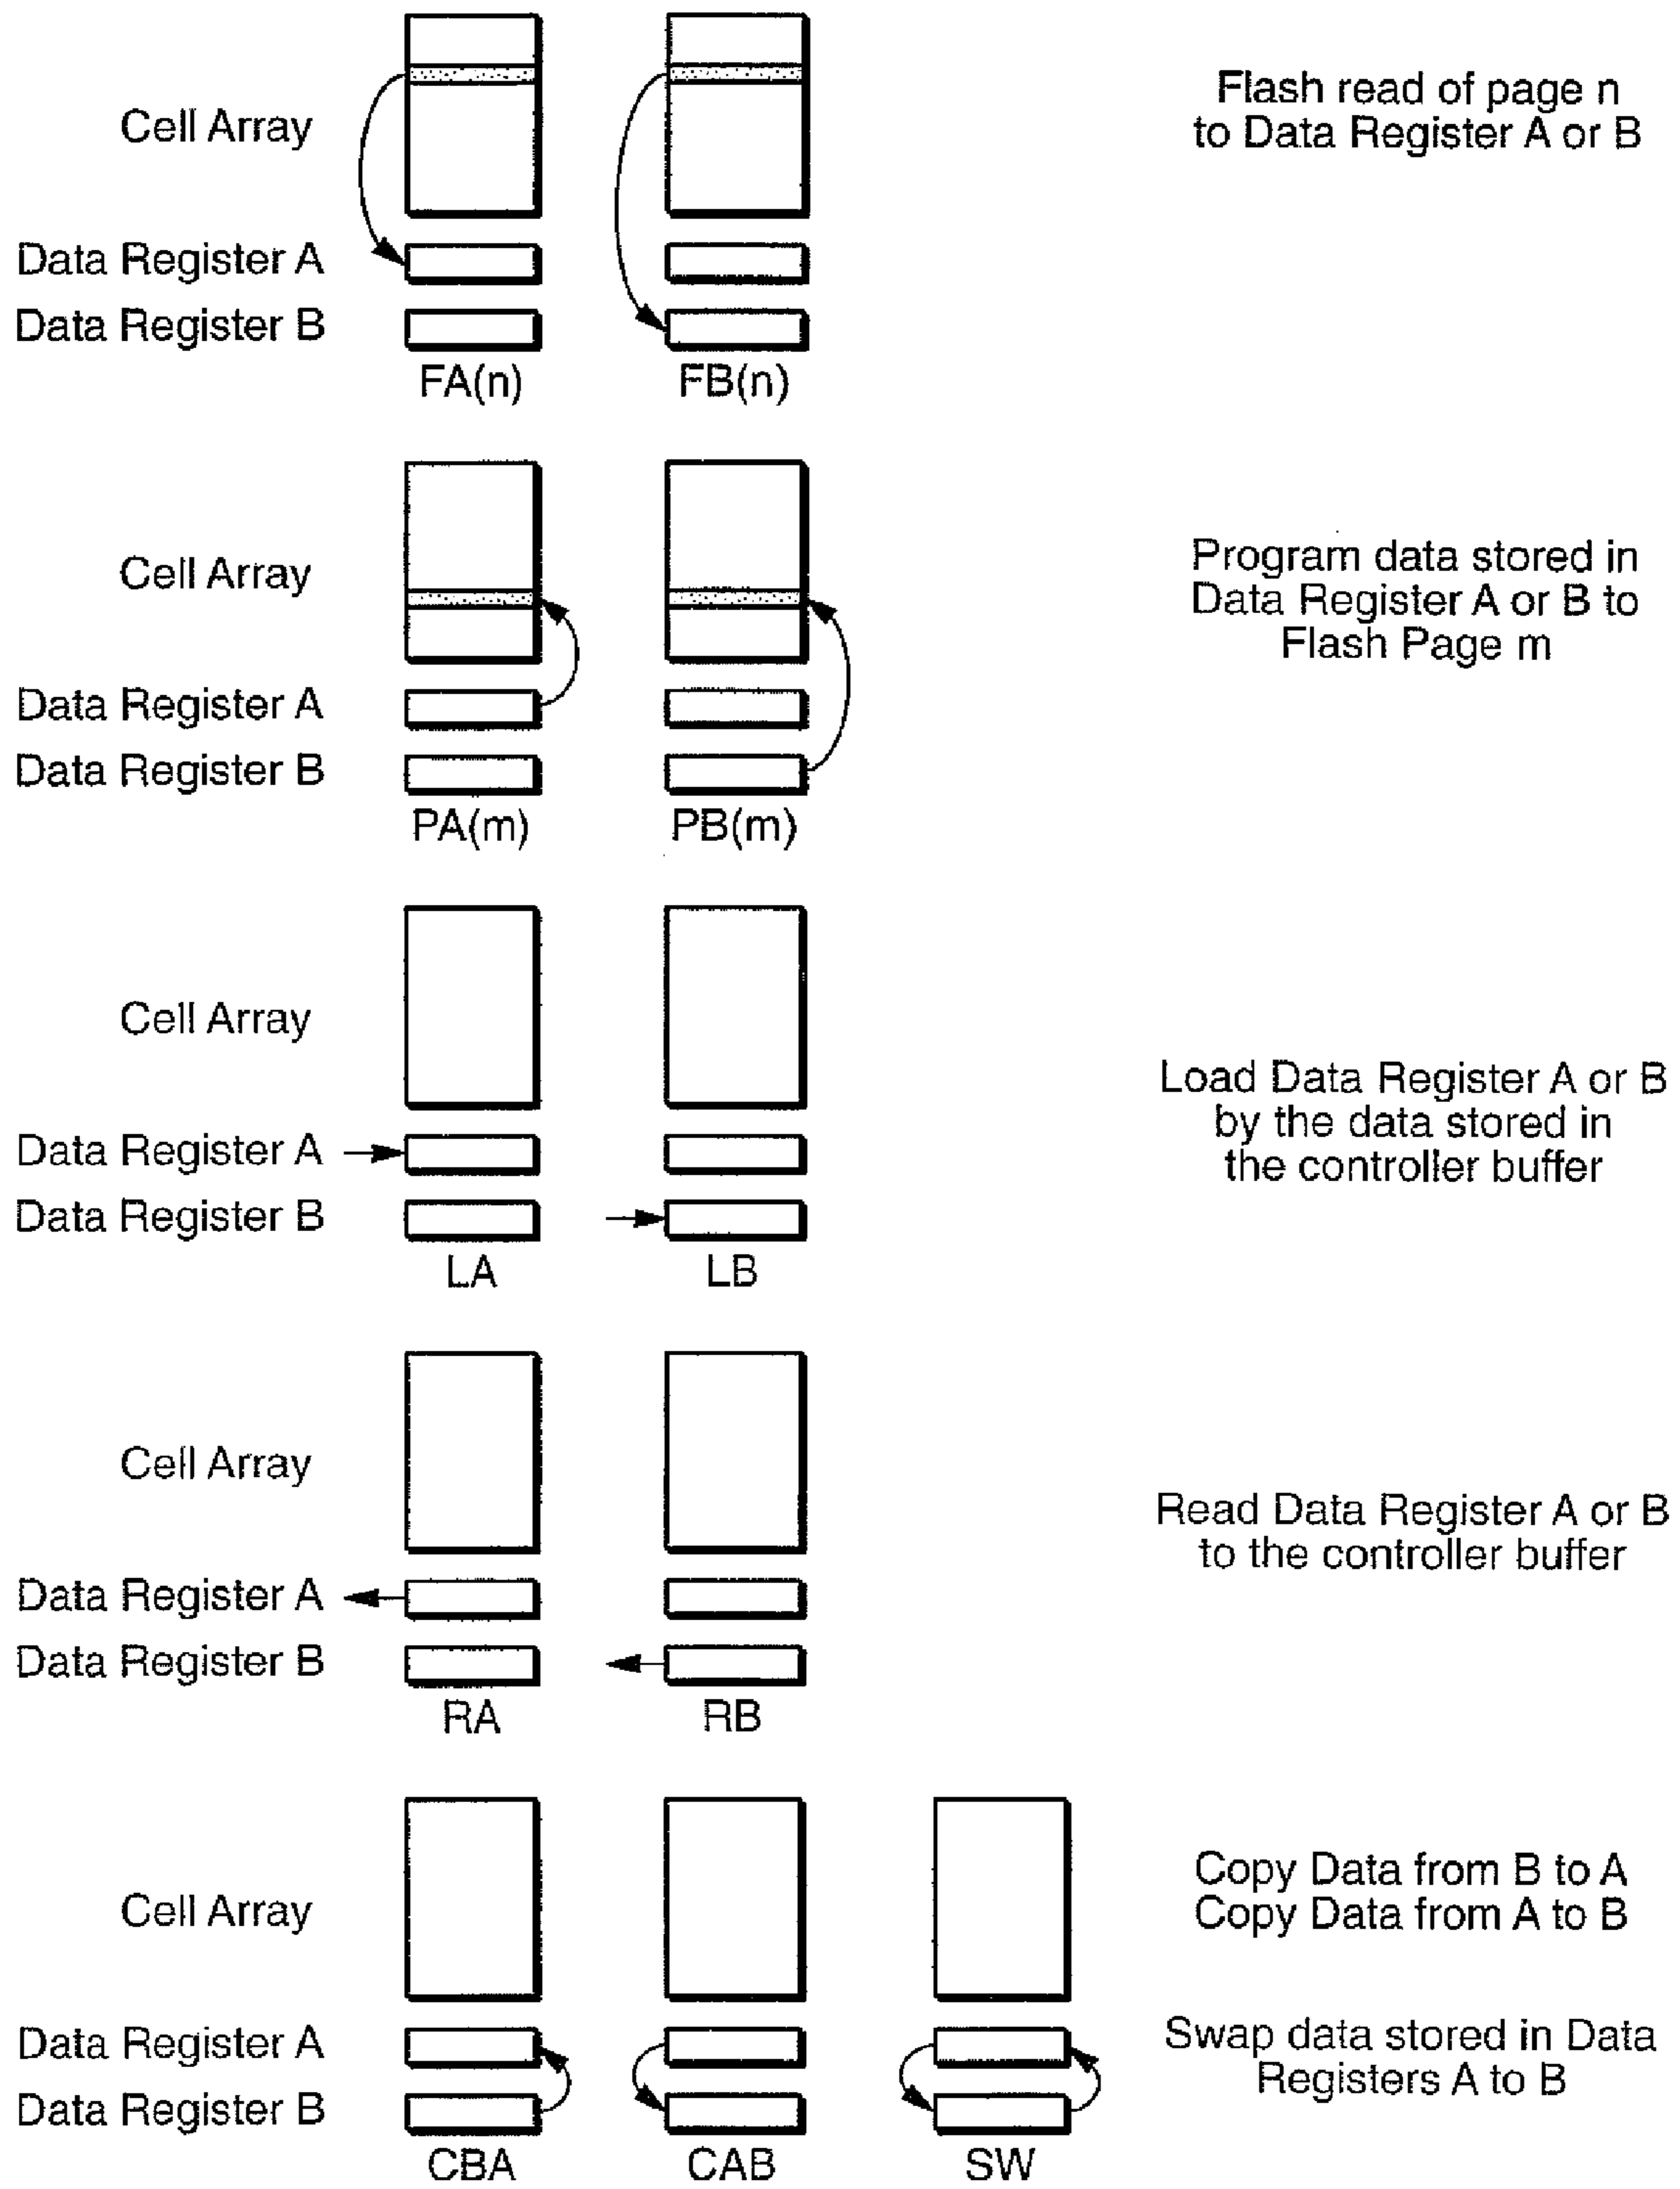 Cell Array
Flash read of page n
to Data Register A or B
Data Register A
Data Register B
FA(n)
FB(n)
Cell Array
Program data stored in
Data Register A or B to
Flash Page m
Data Register A
Data Register B
PA(m)
PB(m)
Cell Array
Load Data Register A or B
by the data stored in
the controller buffer
Data Register A
Data Register B
LA
LB
Cell Array
Read Data Register A or B
to the controller buffer
Data Register A
Data Register B
RA
RB
Cell Array
Copy Data from B to A
Copy Data from A to B
Data Register A
Data Register B
Swap data stored in Data
Registers A to B
CBA
CAB
SW